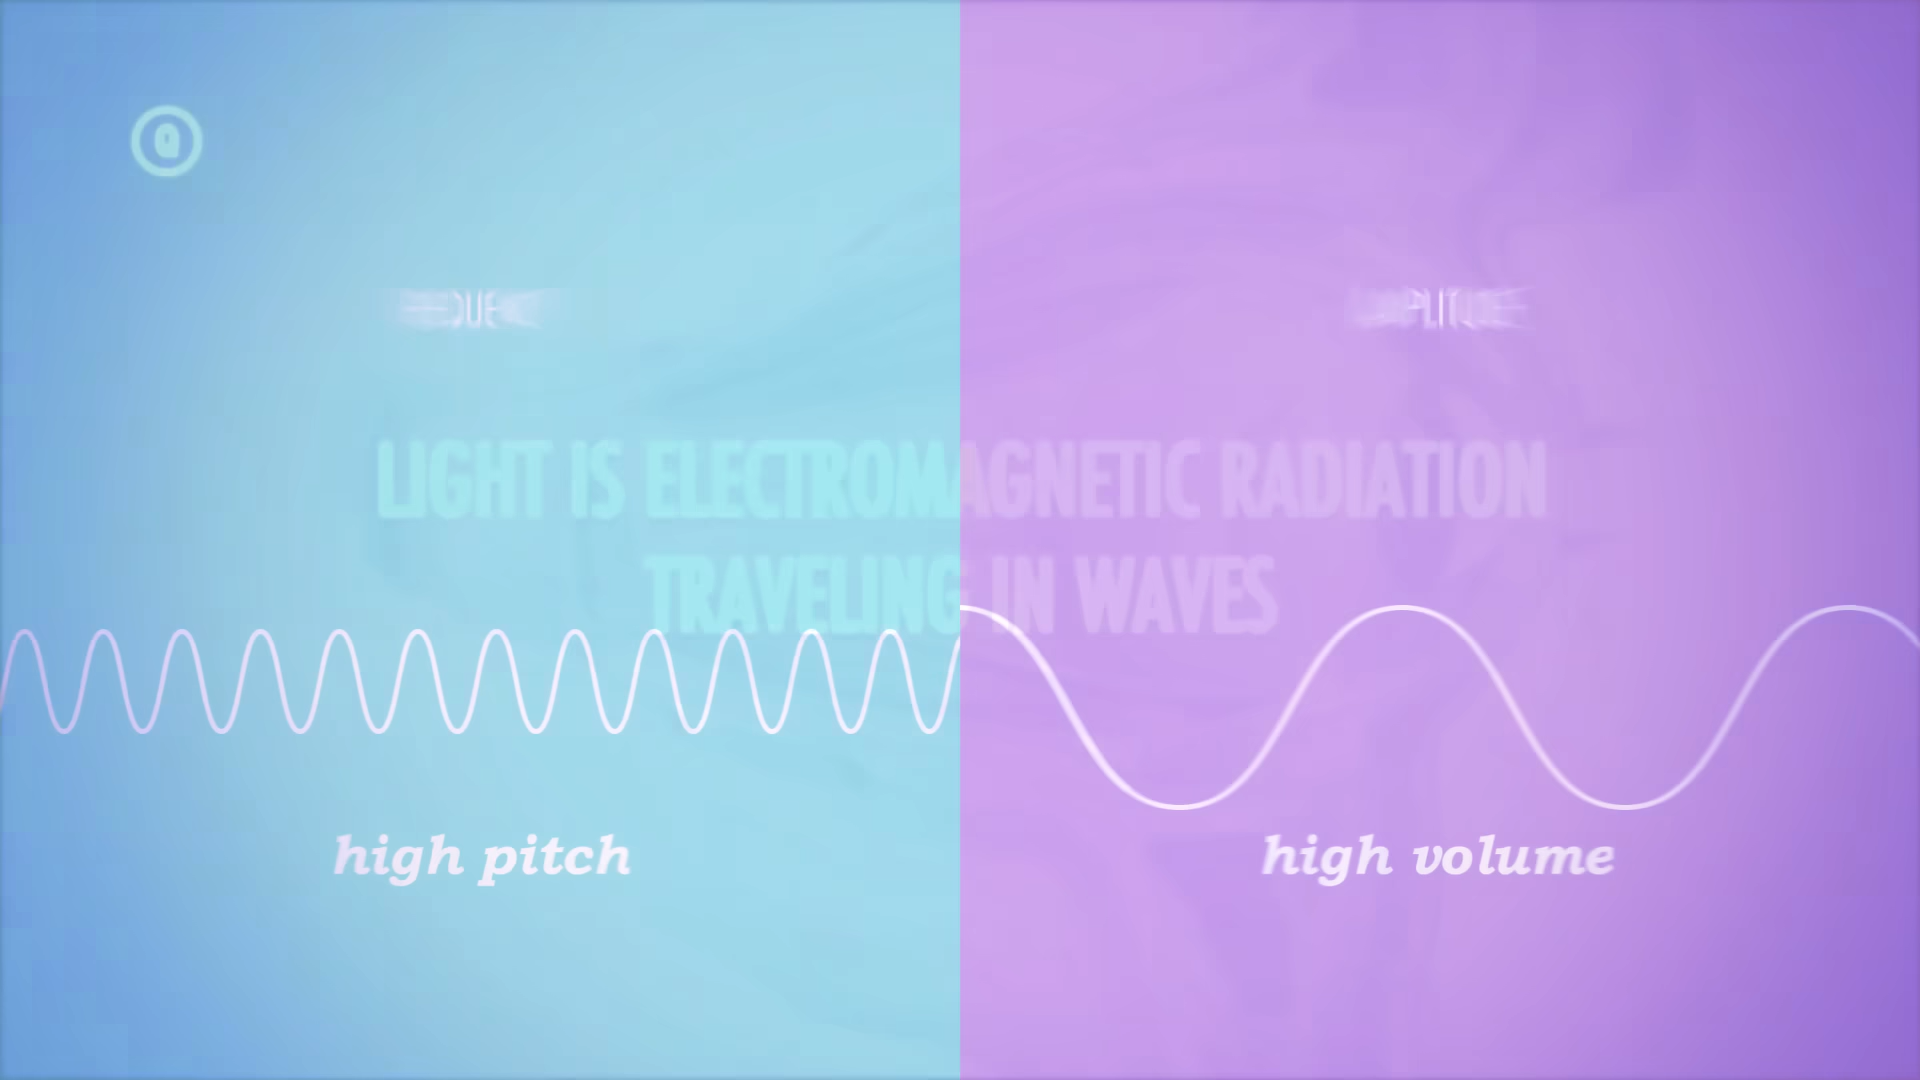 LIGHT IS ELECTROMAGNETIC RADIATION
TRAVELING IN WAVES
high pitch
high volume